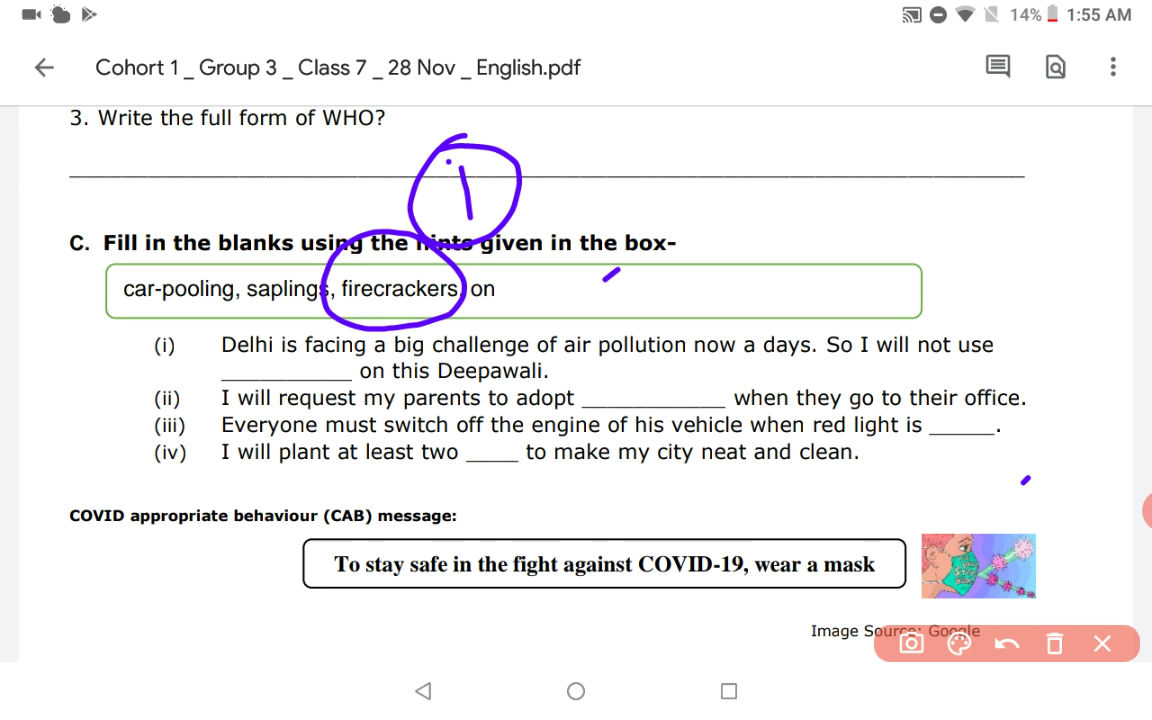 14% 1:55 AM
Cohort 1 _ Group 3 _ Class 7 _ 28 Nov _ English.pdf
3. Write the full form of WHO?
i
C. Fill in the blanks using the hints given in the box-
car-pooling, saplings, firecrackers, on
(i) Delhi is facing a big challenge of air pollution now a days. So I will not use
____________ on this Deepawali.
(ii) I will request my parents to adopt _____________ when they go to their office.
(iii) Everyone must switch off the engine of his vehicle when red light is ______.
(iv) I will plant at least two _____ to make my city neat and clean.
COVID appropriate behaviour (CAB) message:
To stay safe in the fight against COVID-19, wear a mask
Image Source: Google